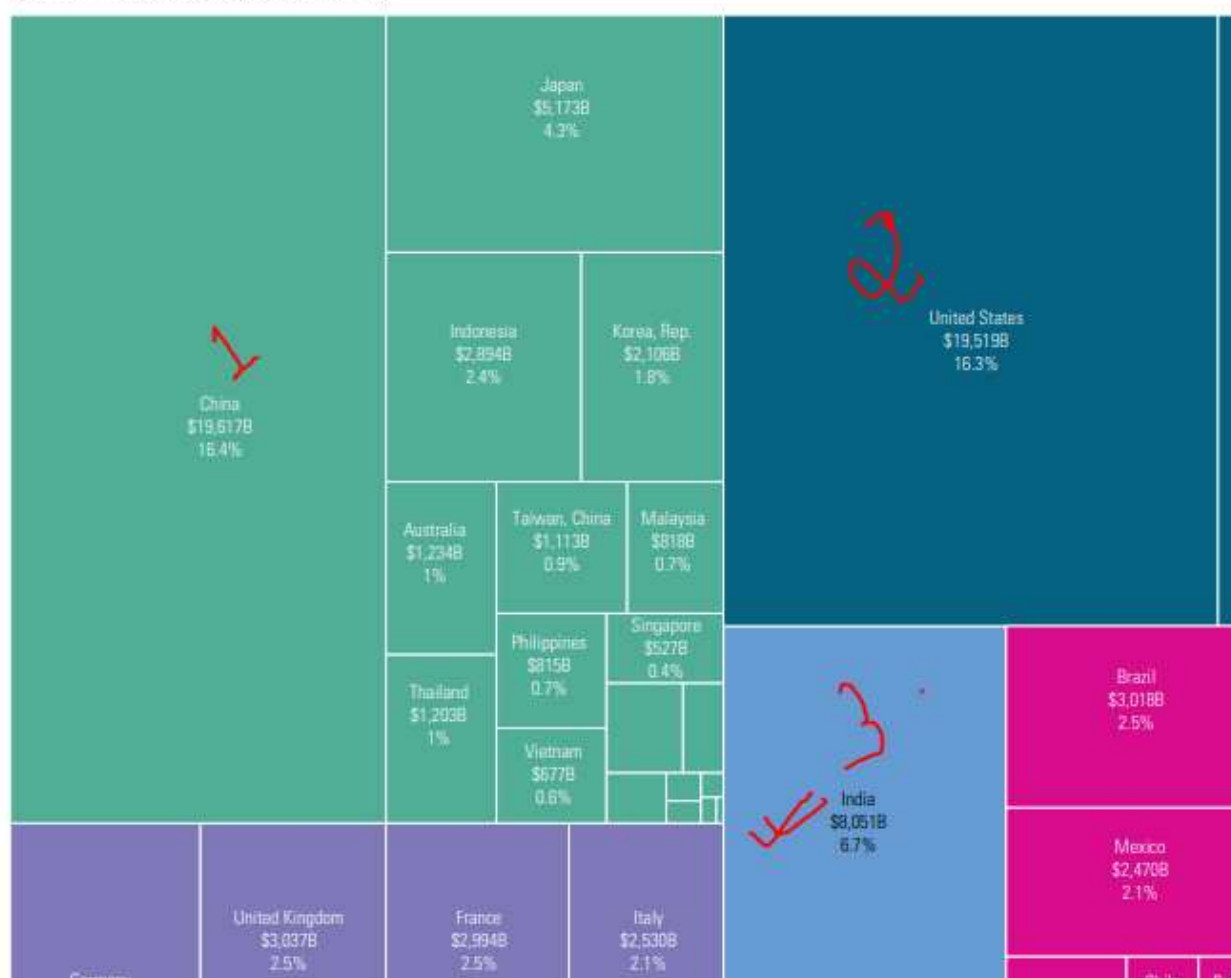 1
China
$19,617B
16.4%
Japan
$5,173B
4.3%
Indonesia
$2,894B
2.4%
Korea, Rep.
$2,106B
1.8%
Australia
$1,234B
1%
Taiwan, China
$1,113B
0.9%
Malaysia
$818B
0.7%
Thailand
$1,203B
1%
Philippines
$815B
0.7%
Singapore
$527B
0.4%
Vietnam
$677B
0.6%
2
United States
$19,519B
16.3%
3
India
$8,051B
6.7%
Brazil
$3,018B
2.5%
Mexico
$2,470B
2.1%
United Kingdom
$3,037B
2.5%
France
$2,994B
2.5%
Italy
$2,530B
2.1%